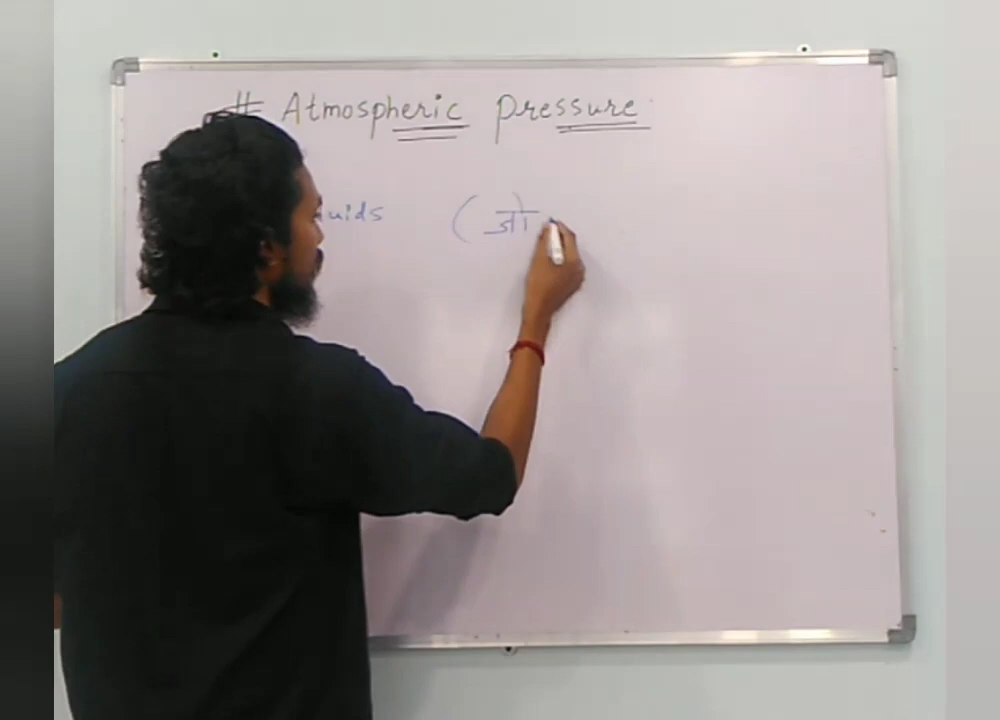 # Atmospheric Pressure
uids ( जो